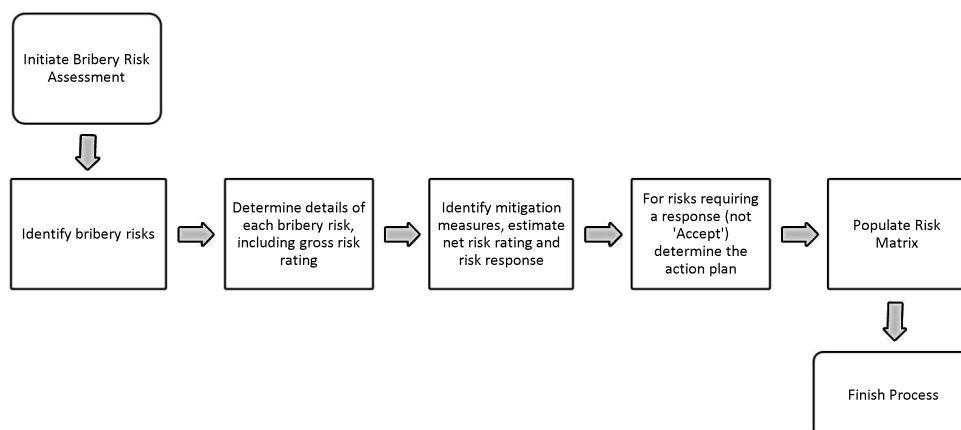 Initiate Bribery Risk
Assessment
Identify bribery risks
Determine details of
each bribery risk,
including gross risk
rating
Identify mitigation
measures, estimate
net risk rating and
risk response
For risks requiring
a response (not
'Accept')
determine the
action plan
Populate Risk
Matrix
Finish Process